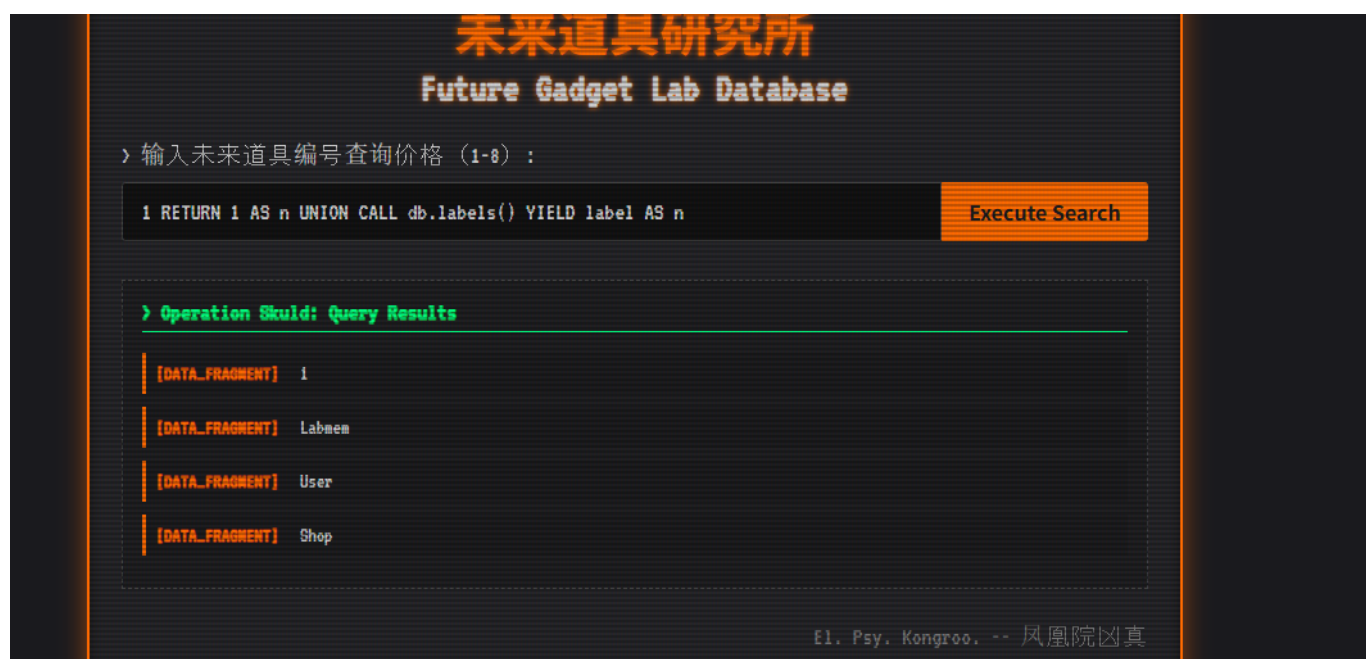 未来道具研究所
Future Gadget Lab Database
› 输入未来道具编号查询价格（1-8）:
1 RETURN 1 AS n UNION CALL db.labels() YIELD label AS n
Execute Search
› Operation Skuld: Query Results
[DATA_FRAGMENT] 1
[DATA_FRAGMENT] Labmem
[DATA_FRAGMENT] User
[DATA_FRAGMENT] Shop
El. Psy. Kongroo. -- 凤凰院凶真